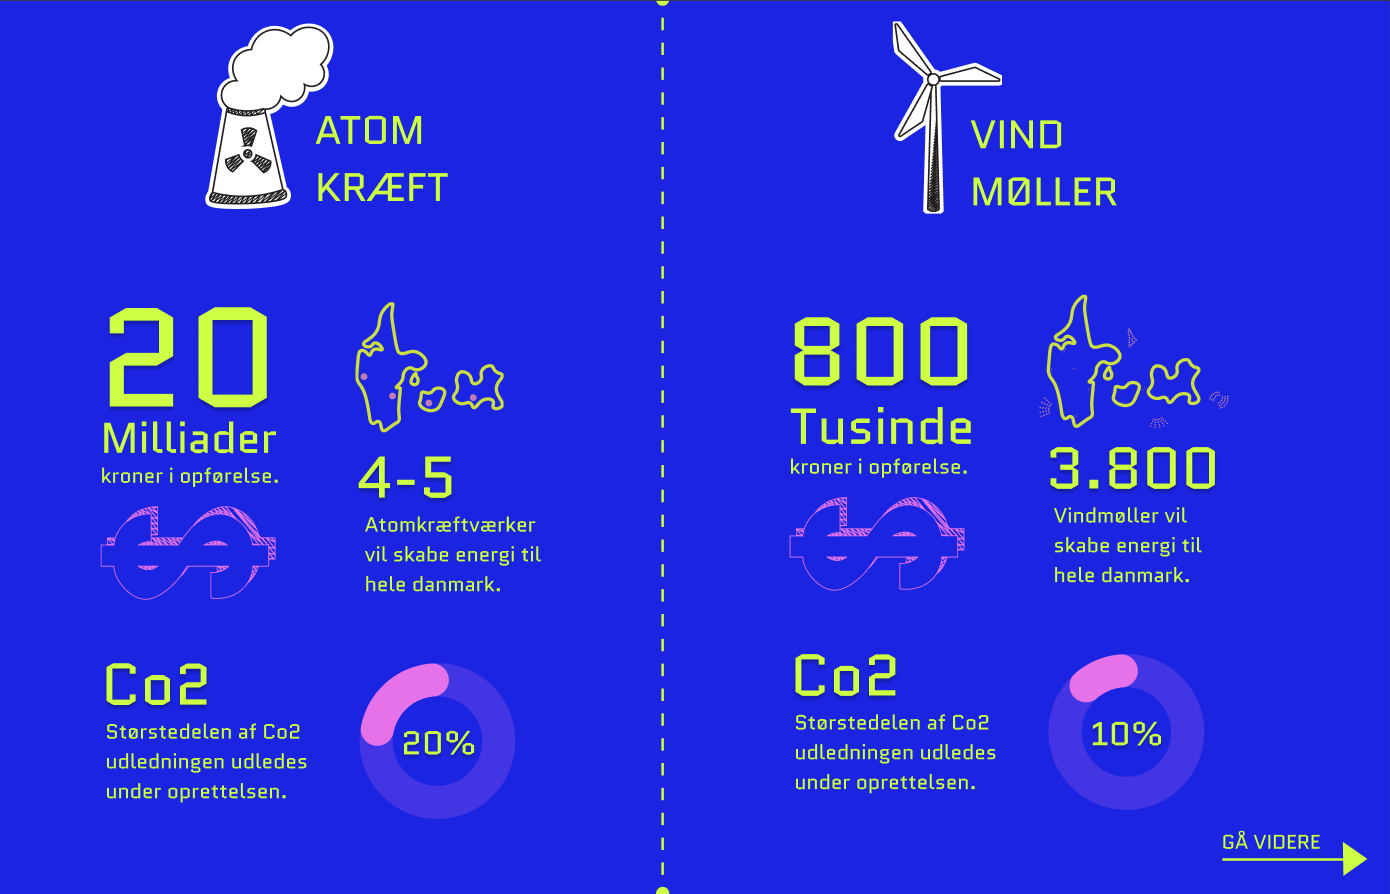 ATOM
KRÆFT
20
Milliader
kroner i opførelse.
4-5
Atomkræftværker
vil skabe energi til
hele danmark.
Co2
Størstedelen af Co2
udledningen udledes
under oprettelsen.
20%
VIND
MØLLER
800
Tusinde
kroner i opførelse.
3.800
Vindmøller vil
skabe energi til
hele danmark.
Co2
Størstedelen af Co2
udledningen udledes
under oprettelsen.
10%
GÅ VIDERE